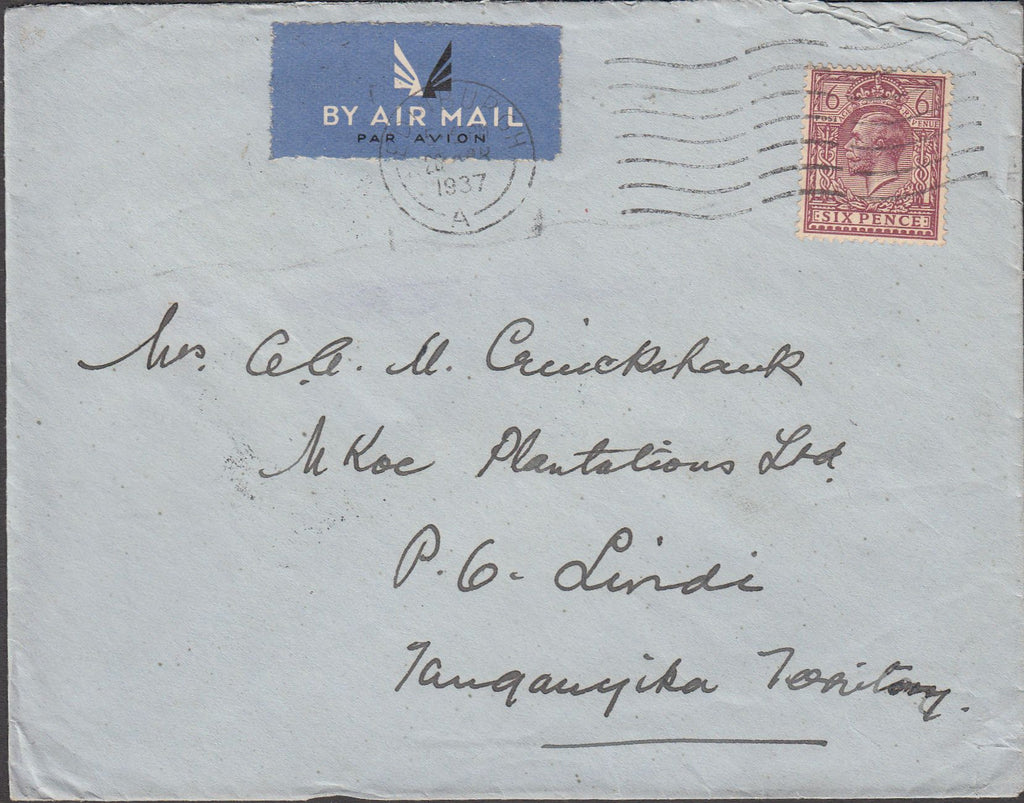 BY AIR MAIL
PAR AVION
1937
A
6 6
SIX PENCE
Mrs. A. A. M. Cruickshank
MKoe Plantations Ltd
P. O. Lindi
Tanganyika Territory.